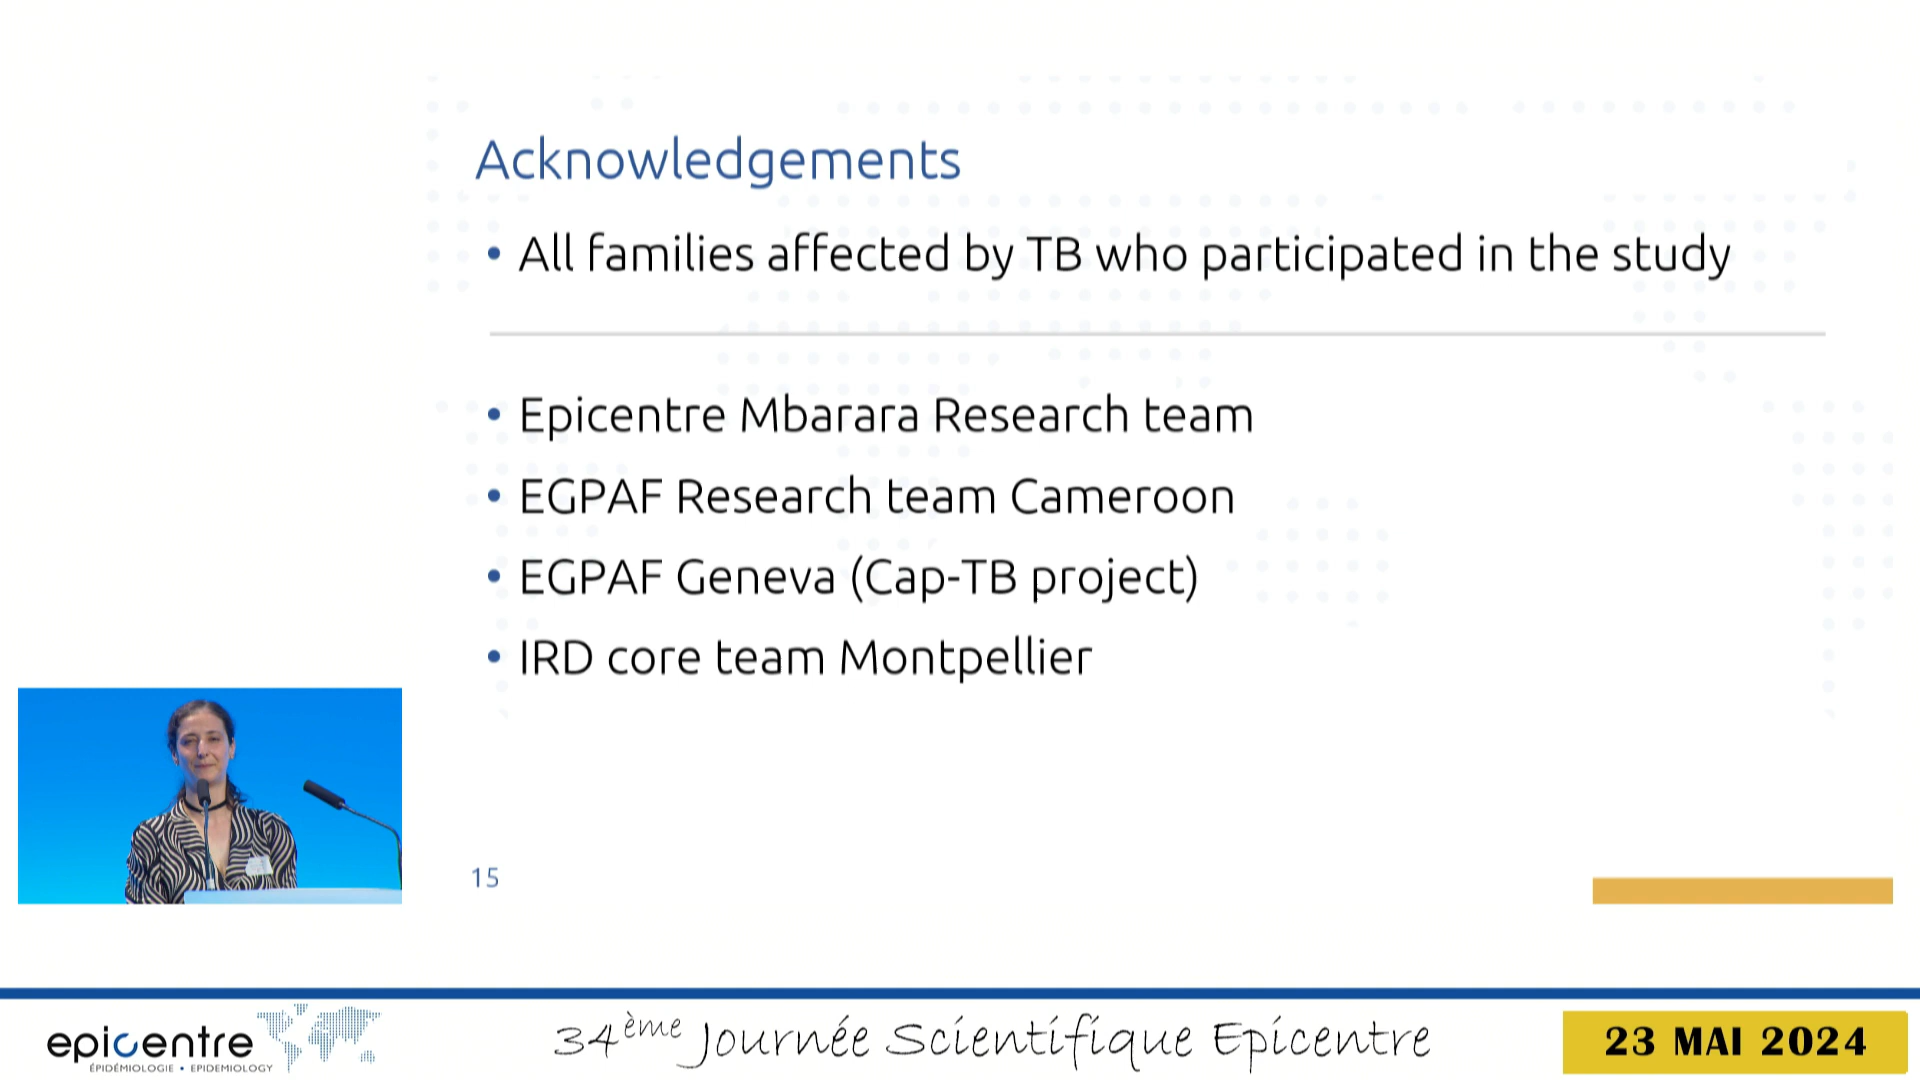 Acknowledgements
• All families affected by TB who participated in the study
• Epicentre Mbarara Research team
• EGPAF Research team Cameroon
• EGPAF Geneva (Cap-TB project)
• IRD core team Montpellier
15
epicentre
ÉPIDÉMIOLOGIE • EPIDEMIOLOGY
34ème Journée Scientifique Epicentre
23 MAI 2024